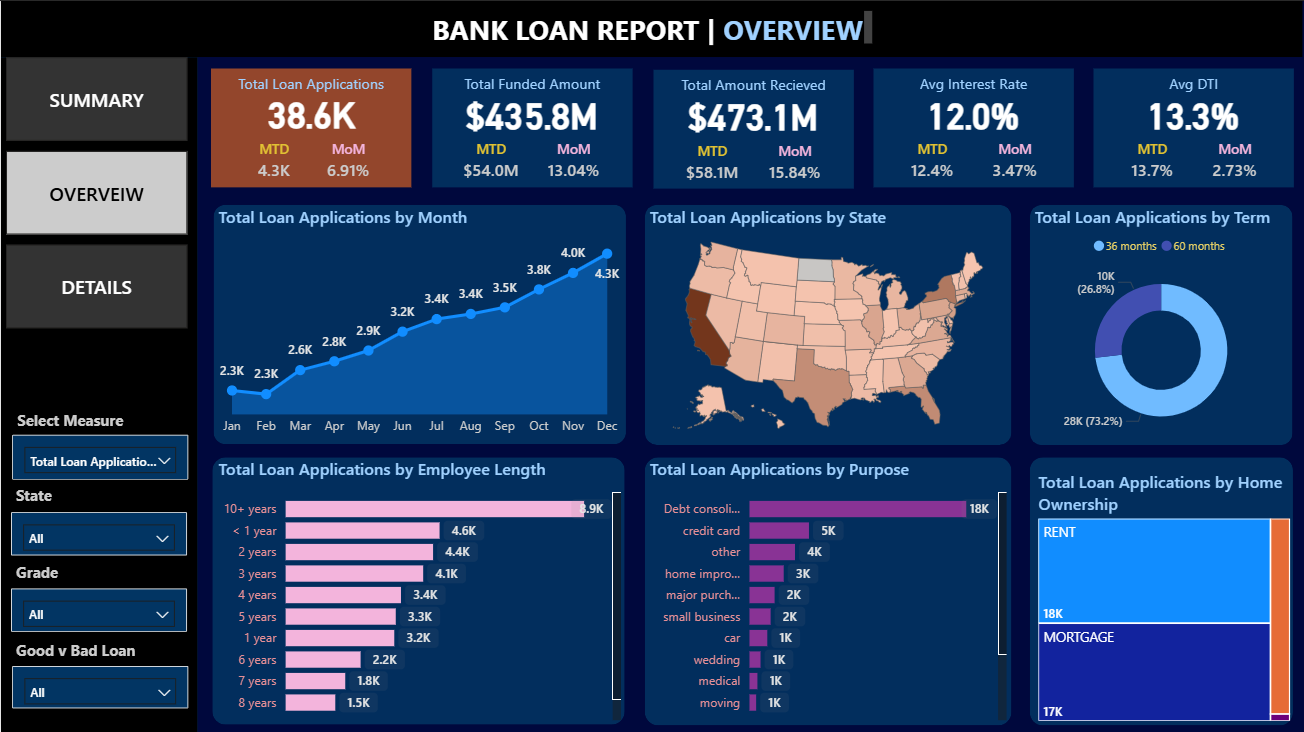 BANK LOAN REPORT | OVERVIEW
SUMMARY
OVERVEIW
DETAILS
Select Measure
Total Loan Applicatio...
State
All
Grade
All
Good v Bad Loan
All
Total Loan Applications
38.6K
MTD MoM
4.3K 6.91%
Total Funded Amount
$435.8M
MTD MoM
$54.0M 13.04%
Total Amount Recieved
$473.1M
MTD MoM
$58.1M 15.84%
Avg Interest Rate
12.0%
MTD MoM
12.4% 3.47%
Avg DTI
13.3%
MTD MoM
13.7% 2.73%
Total Loan Applications by Month
2.3K 2.3K 2.6K 2.8K 2.9K 3.2K 3.4K 3.4K 3.5K 3.8K 4.0K 4.3K
Jan Feb Mar Apr May Jun Jul Aug Sep Oct Nov Dec
Total Loan Applications by State
Total Loan Applications by Term
36 months 60 months
10K
(26.8%)
28K (73.2%)
Total Loan Applications by Employee Length
10+ years 8.9K
< 1 year 4.6K
2 years 4.4K
3 years 4.1K
4 years 3.4K
5 years 3.3K
1 year 3.2K
6 years 2.2K
7 years 1.8K
8 years 1.5K
Total Loan Applications by Purpose
Debt consoli... 18K
credit card 5K
other 4K
home impro... 3K
major purch... 2K
small business 2K
car 1K
wedding 1K
medical 1K
moving 1K
Total Loan Applications by Home
Ownership
RENT
18K
MORTGAGE
17K